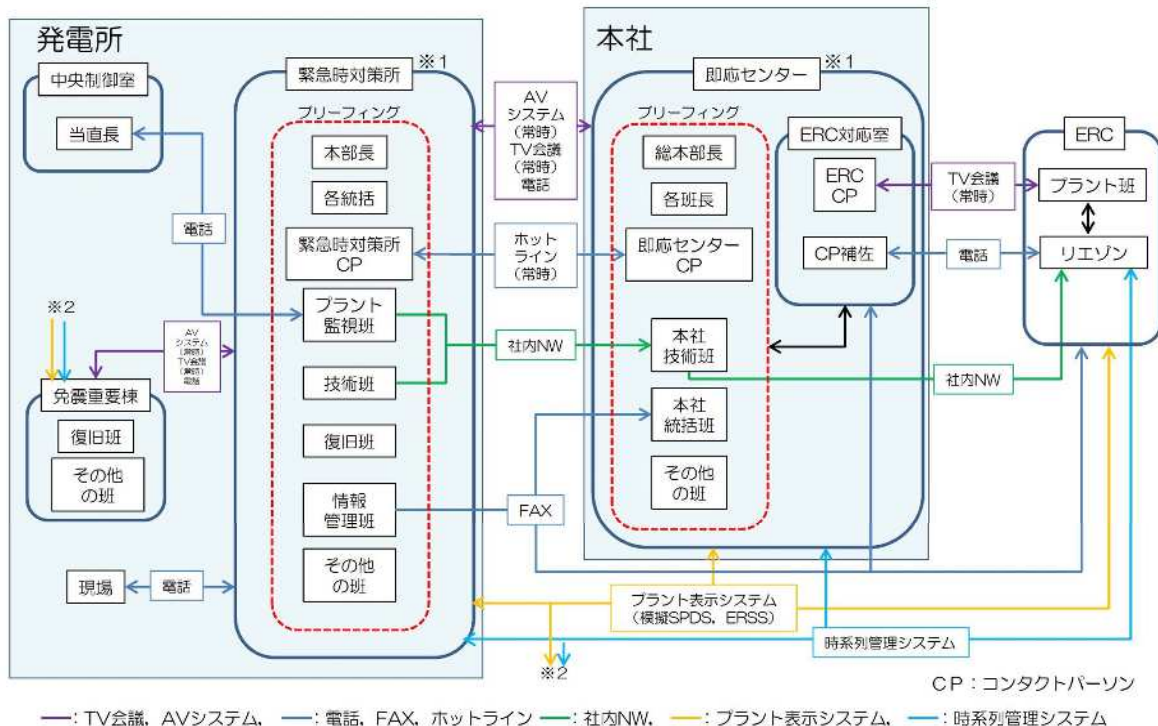 発電所
中央制御室
当直長
電話
※2
AV
システム
(常時)
TV会議
(常時)
電話
免震重要棟
復旧班
その他
の班
現場
電話
緊急時対策所
※1
ブリーフィング
本部長
各統括
緊急時対策所
CP
プラント
監視班
技術班
復旧班
情報
管理班
その他
の班
AV
システム
(常時)
TV会議
(常時)
電話
ホット
ライン
(常時)
社内NW
FAX
本社
即応センター
※1
ブリーフィング
総本部長
各班長
即応センター
CP
本社
技術班
本社
統括班
その他
の班
ERC対応室
ERC
CP
CP補佐
TV会議
(常時)
電話
社内NW
ERC
プラント班
リエゾン
プラント表示システム
(模擬SPDS, ERSS)
時系列管理システム
※2
CP:コンタクトパーソン
:TV会議, AVシステム, :電話, FAX, ホットライン :社内NW, :プラント表示システム, :時系列管理システム